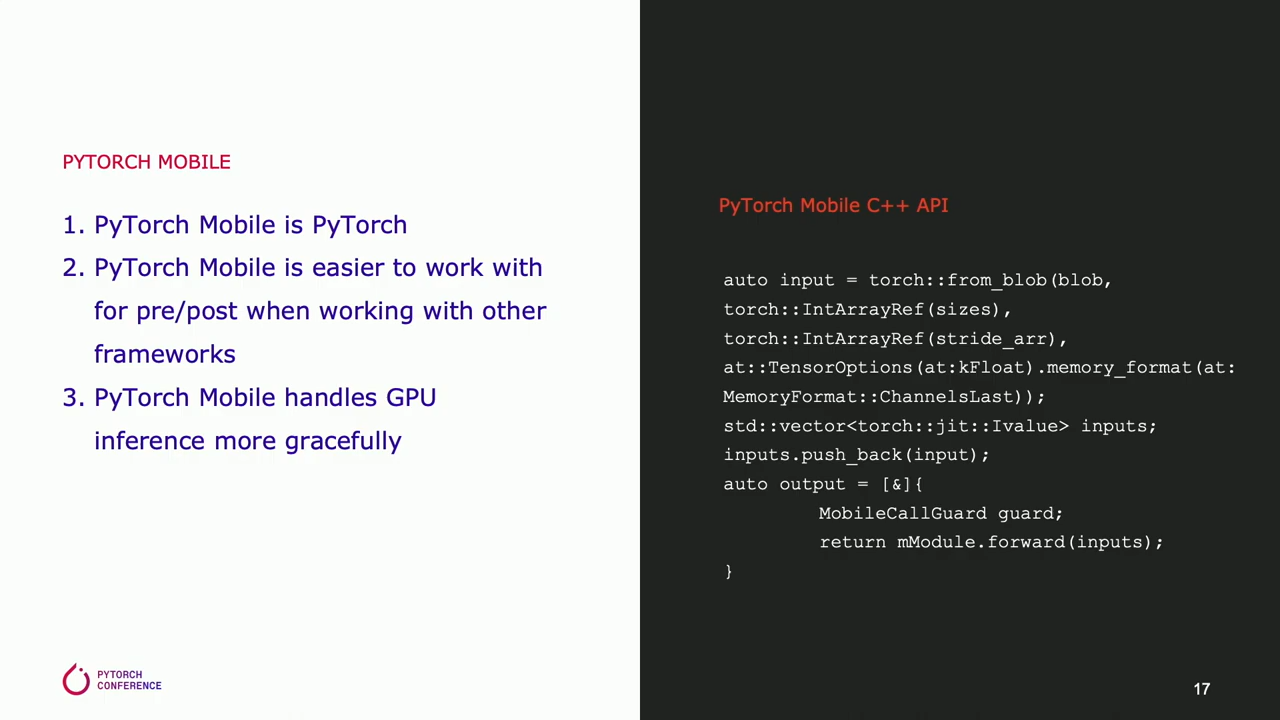 PYTORCH MOBILE
1. PyTorch Mobile is PyTorch
2. PyTorch Mobile is easier to work with
for pre/post when working with other
frameworks
3. PyTorch Mobile handles GPU
inference more gracefully
PYTORCH
CONFERENCE
PyTorch Mobile C++ API
auto input = torch::from_blob(blob,
torch::IntArrayRef(sizes),
torch::IntArrayRef(stride_arr),
at::TensorOptions(at:kFloat).memory_format(at:
MemoryFormat::ChannelsLast));
std::vector<torch::jit::Ivalue> inputs;
inputs.push_back(input);
auto output = [&]{
MobileCallGuard guard;
return mModule.forward(inputs);
}
17